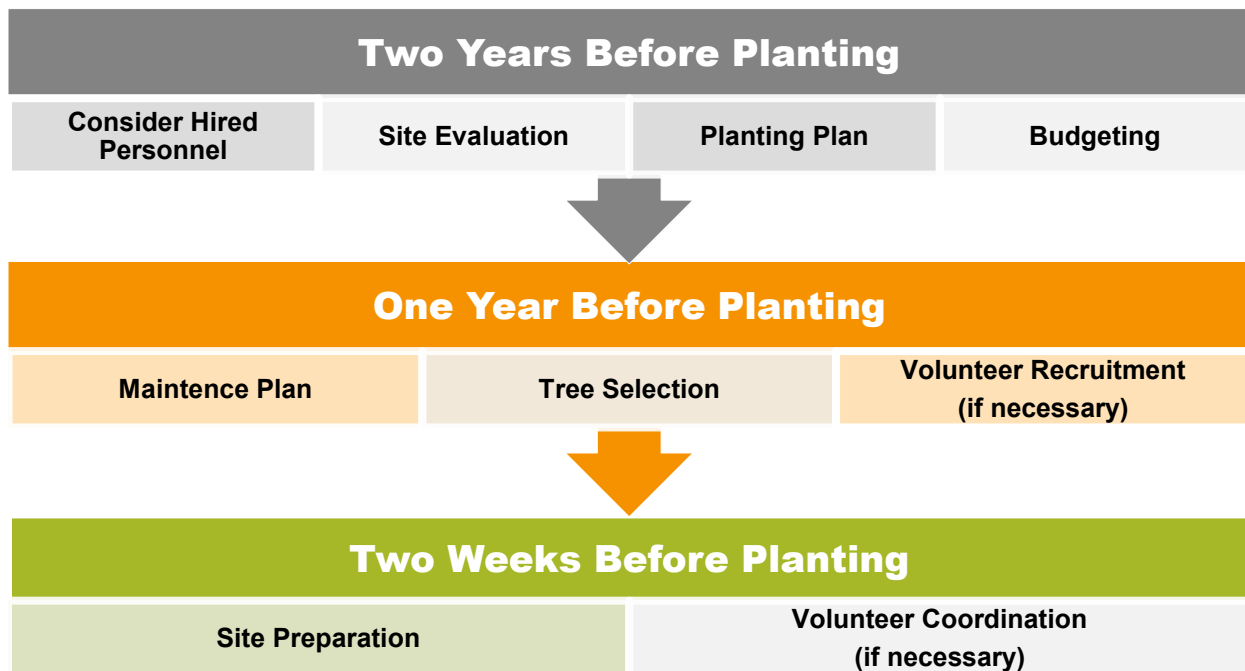 Two Years Before Planting
Consider Hired
Personnel
Site Evaluation
Planting Plan
Budgeting
One Year Before Planting
Maintence Plan
Tree Selection
Volunteer Recruitment
(if necessary)
Two Weeks Before Planting
Site Preparation
Volunteer Coordination
(if necessary)